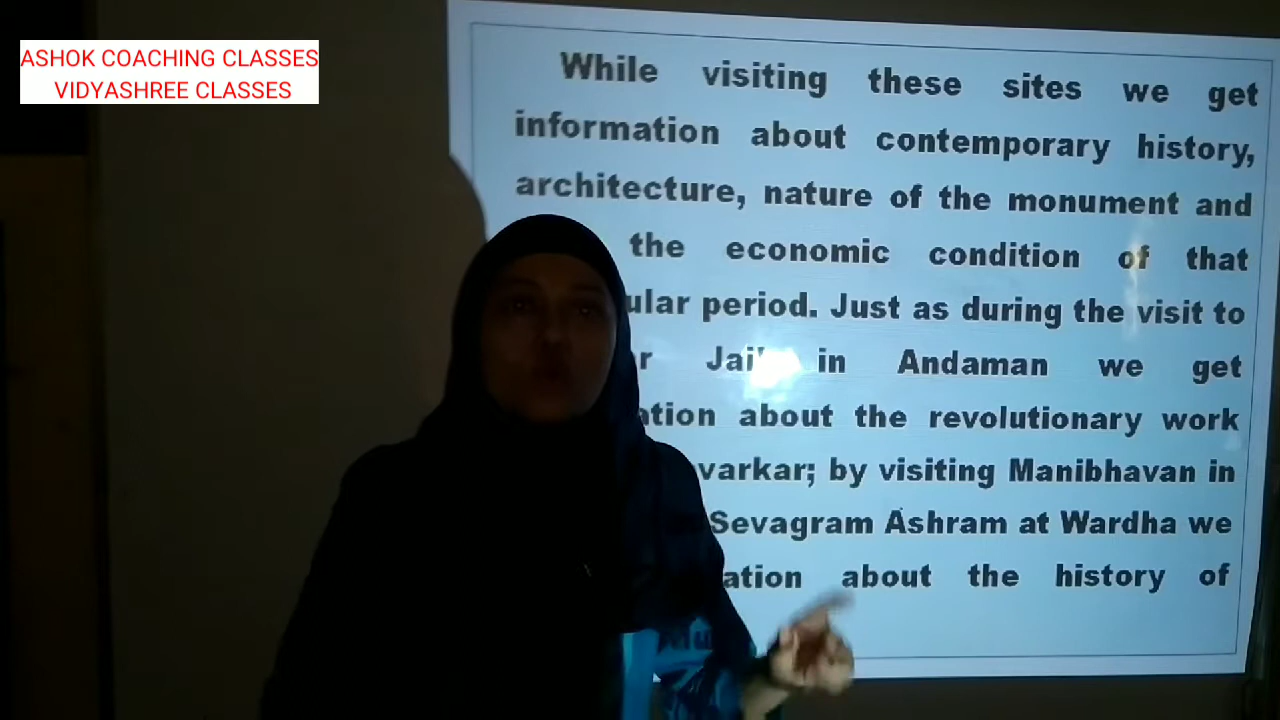 ASHOK COACHING CLASSES
VIDYASHREE CLASSES
While visiting these sites we get
information about contemporary history,
architecture, nature of the monument and
the economic condition of that
ular period. Just as during the visit to
r Jail in Andaman we get
ation about the revolutionary work
varkar; by visiting Manibhavan in
Sevagram Ashram at Wardha we
ation about the history of